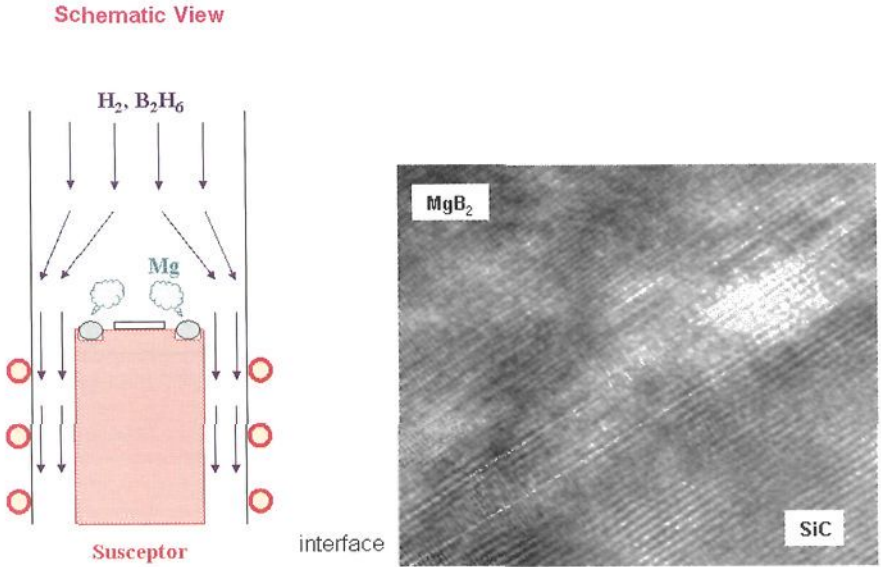 Schematic View
H₂, B₂H₆
Mg
Susceptor
interface
MgB₂
SiC